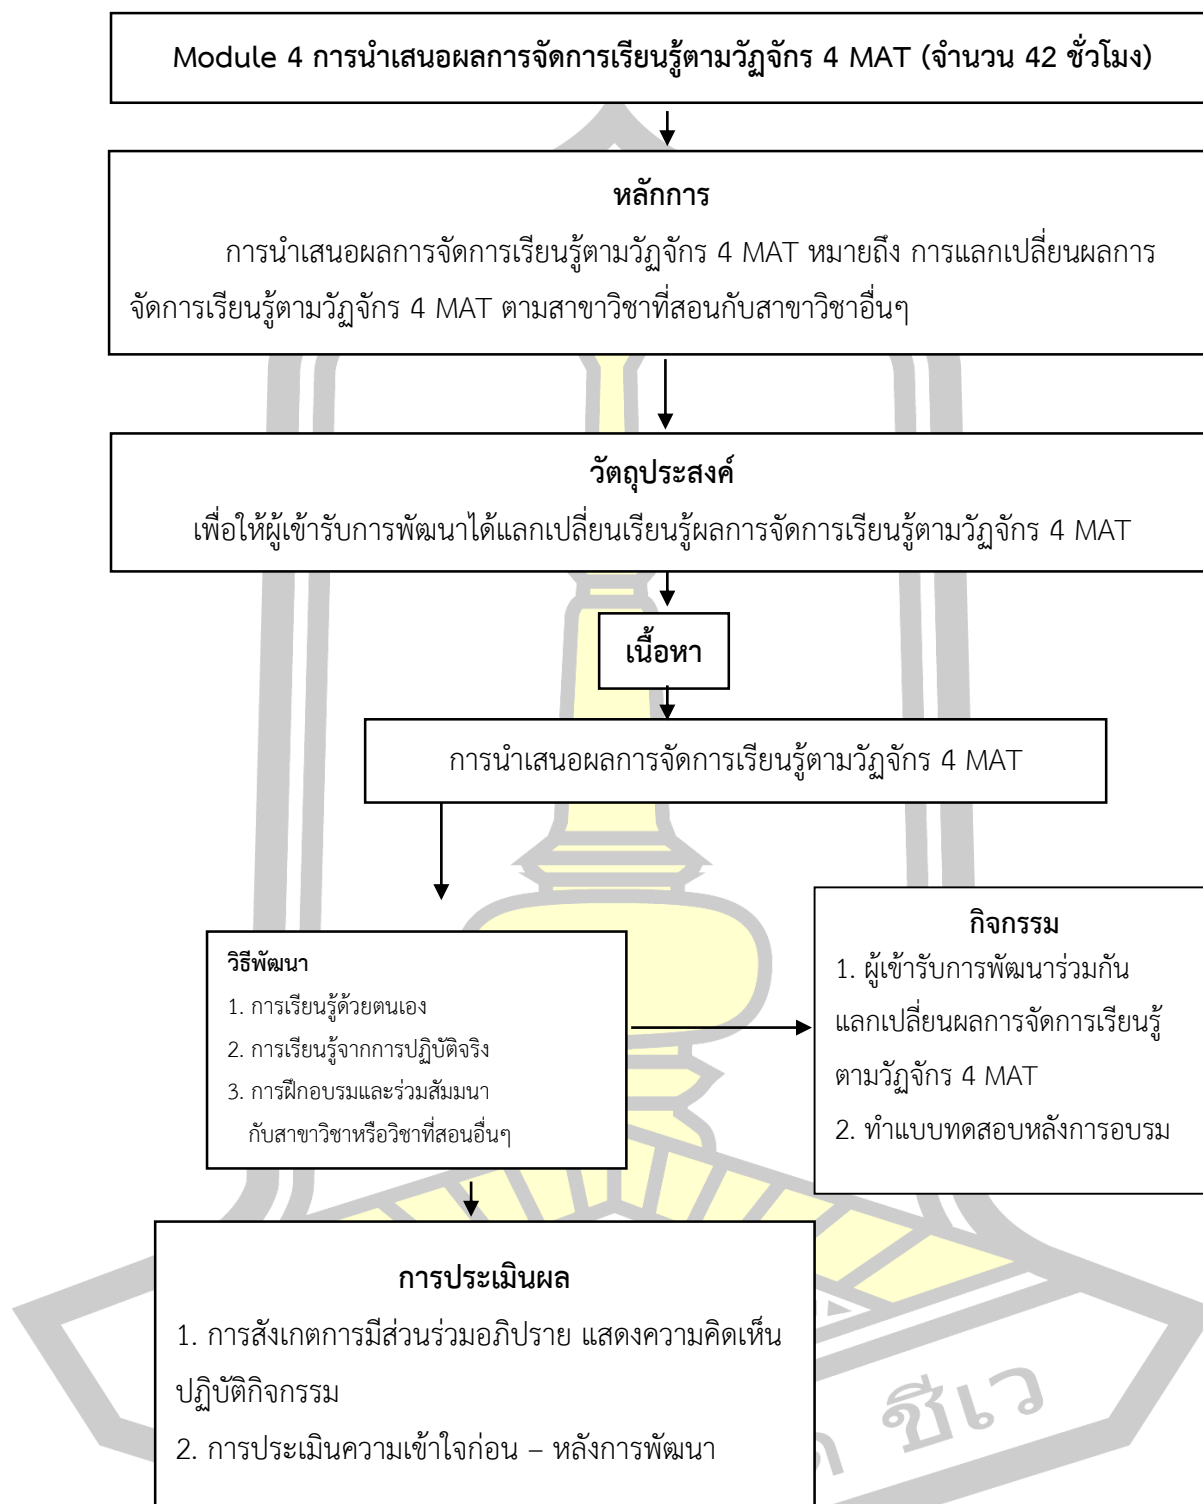 Module 4 การนำเสนอผลการจัดการเรียนรู้ตามวัฏจักร 4 MAT (จำนวน 42 ชั่วโมง)
หลักการ
การนำเสนอผลการจัดการเรียนรู้ตามวัฏจักร 4 MAT หมายถึง การแลกเปลี่ยนผลการ
จัดการเรียนรู้ตามวัฏจักร 4 MAT ตามสาขาวิชาที่สอนกับสาขาวิชาอื่นๆ
วัตถุประสงค์
เพื่อให้ผู้เข้ารับการพัฒนาได้แลกเปลี่ยนเรียนรู้ผลการจัดการเรียนรู้ตามวัฏจักร 4 MAT
เนื้อหา
การนำเสนอผลการจัดการเรียนรู้ตามวัฏจักร 4 MAT
วิธีพัฒนา
1. การเรียนรู้ด้วยตนเอง
2. การเรียนรู้จากการปฏิบัติจริง
3. การฝึกอบรมและร่วมสัมมนา
กับสาขาวิชาหรือวิชาที่สอนอื่นๆ
กิจกรรม
1. ผู้เข้ารับการพัฒนาร่วมกัน
แลกเปลี่ยนผลการจัดการเรียนรู้
ตามวัฏจักร 4 MAT
2. ทำแบบทดสอบหลังการอบรม
การประเมินผล
1. การสังเกตการมีส่วนร่วมอภิปราย แสดงความคิดเห็น
ปฏิบัติกิจกรรม
2. การประเมินความเข้าใจก่อน – หลังการพัฒนา
ชีเว